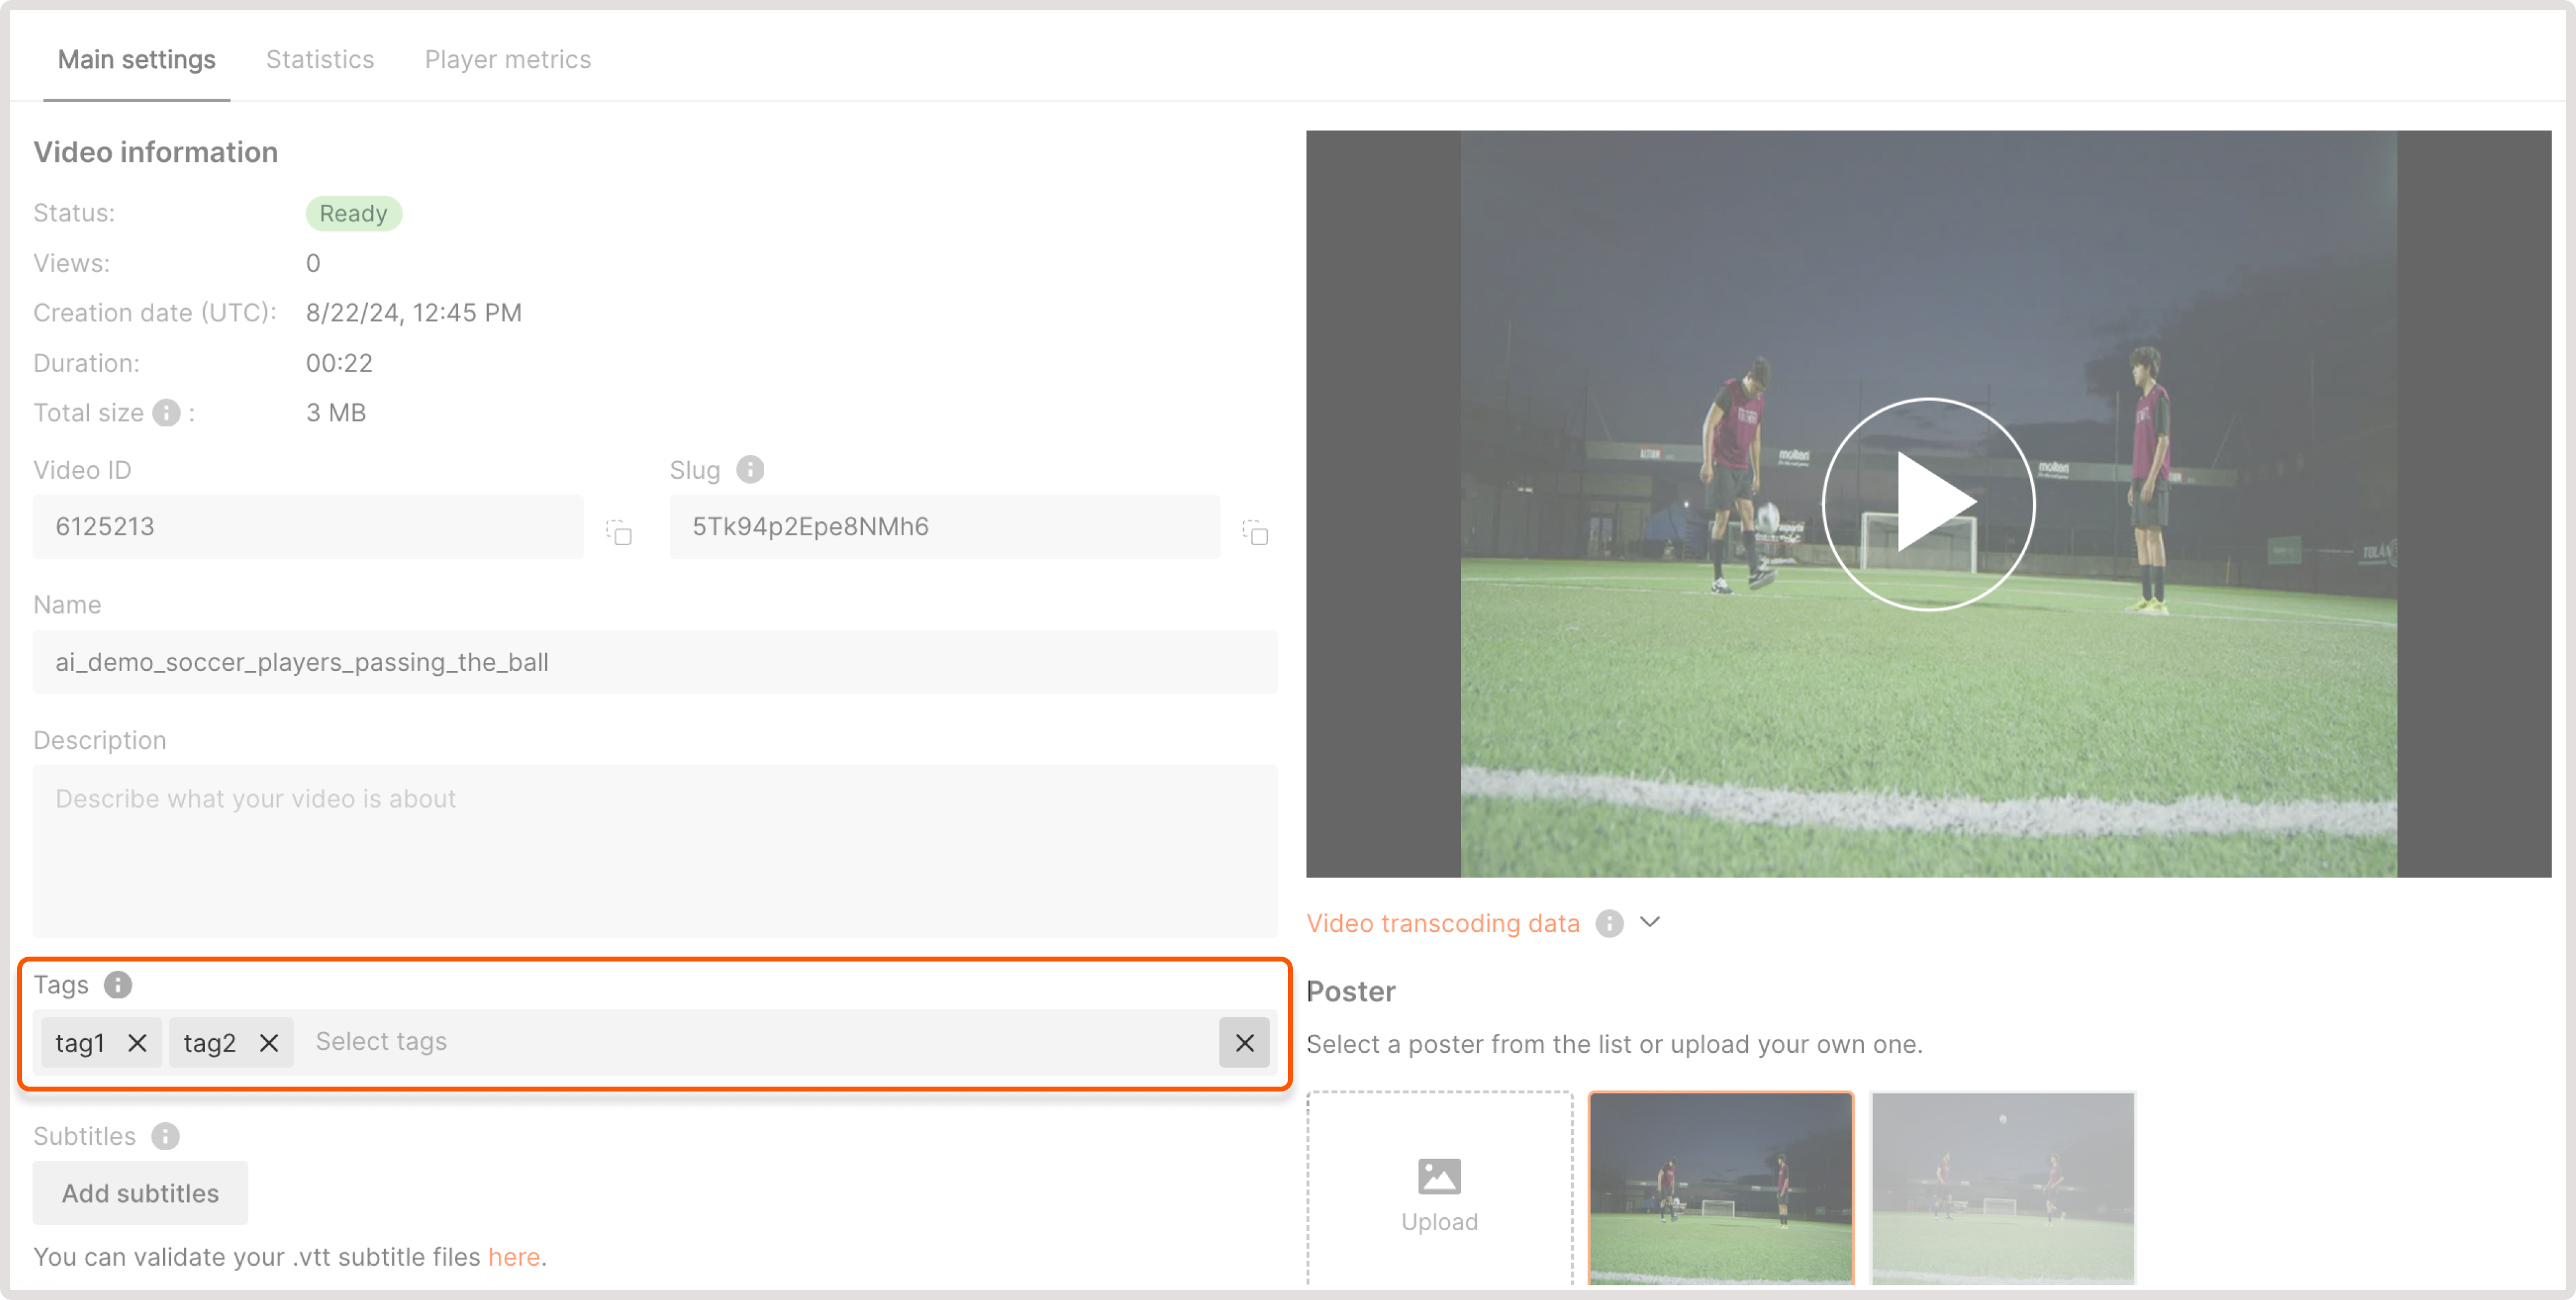 Main settings
Statistics
Player metrics
Video information
Status: Ready
Views: 0
Creation date (UTC): 8/22/24, 12:45 PM
Duration: 00:22
Total size : 3 MB
Video ID
6125213
Slug
5Tk94p2Epe8NMh6
Name
ai_demo_soccer_players_passing_the_ball
Description
Describe what your video is about
Tags
tag1 tag2 Select tags
Subtitles
Add subtitles
You can validate your .vtt subtitle files here.
molten
molten
Video transcoding data
Poster
Select a poster from the list or upload your own one.
Upload